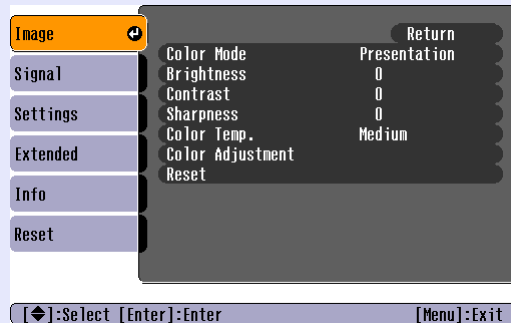 Image
Signal
Settings
Extended
Info
Reset
Return
Color Mode Presentation
Brightness 0
Contrast 0
Sharpness 0
Color Temp. Medium
Color Adjustment
Reset
[◆]:Select [Enter]:Enter [Menu]:Exit